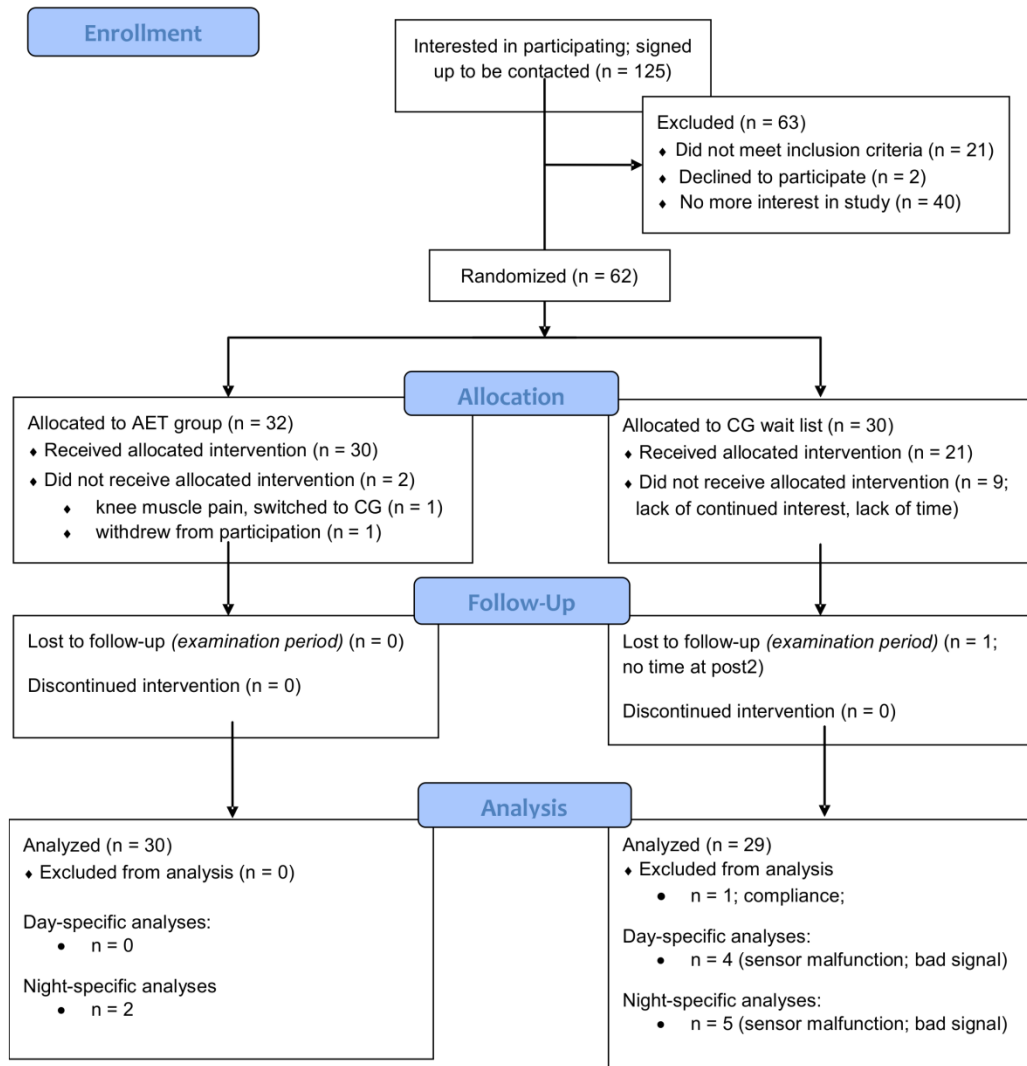 Enrollment
Interested in participating; signed
up to be contacted (n = 125)
Excluded (n = 63)
♦ Did not meet inclusion criteria (n = 21)
♦ Declined to participate (n = 2)
♦ No more interest in study (n = 40)
Randomized (n = 62)
Allocation
Allocated to AET group (n = 32)
♦ Received allocated intervention (n = 30)
♦ Did not receive allocated intervention (n = 2)
♦ knee muscle pain, switched to CG (n = 1)
♦ withdrew from participation (n = 1)
Allocated to CG wait list (n = 30)
♦ Received allocated intervention (n = 21)
♦ Did not receive allocated intervention (n = 9;
lack of continued interest, lack of time)
Follow-Up
Lost to follow-up (examination period) (n = 0)
Discontinued intervention (n = 0)
Lost to follow-up (examination period) (n = 1;
no time at post2)
Discontinued intervention (n = 0)
Analysis
Analyzed (n = 30)
♦ Excluded from analysis (n = 0)
Day-specific analyses:
• n = 0
Night-specific analyses
• n = 2
Analyzed (n = 29)
♦ Excluded from analysis
• n = 1; compliance;
Day-specific analyses:
• n = 4 (sensor malfunction; bad signal)
Night-specific analyses:
• n = 5 (sensor malfunction; bad signal)